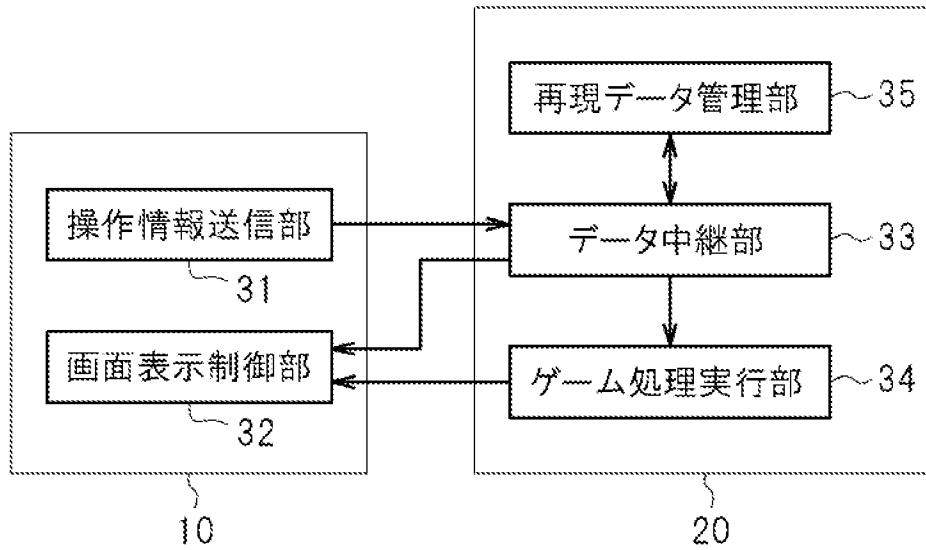 再現データ管理部
35
操作情報送信部
31
データ中継部
33
画面表示制御部
32
ゲーム処理実行部
34
10
20